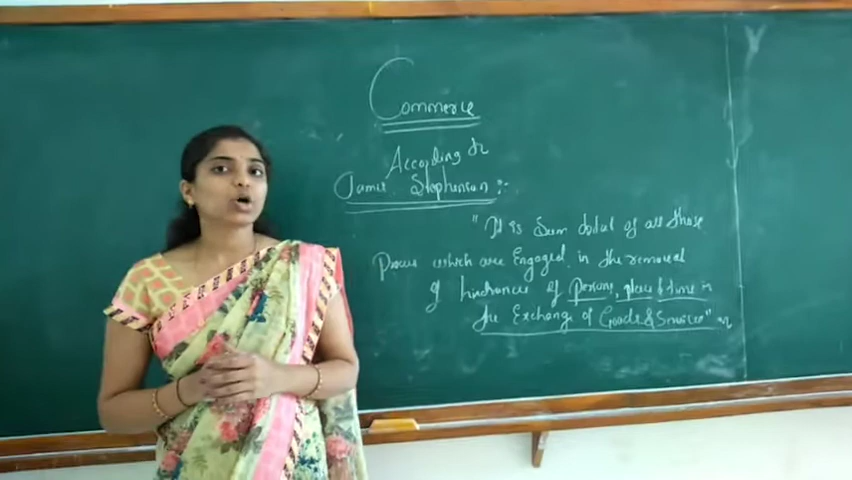 Commerce
According to
James Stephenson :-
"It is Sum total of all those
Process which are Engaged in the removal
of hindrances of Persons, place & time in
the Exchange of Goods & Services"